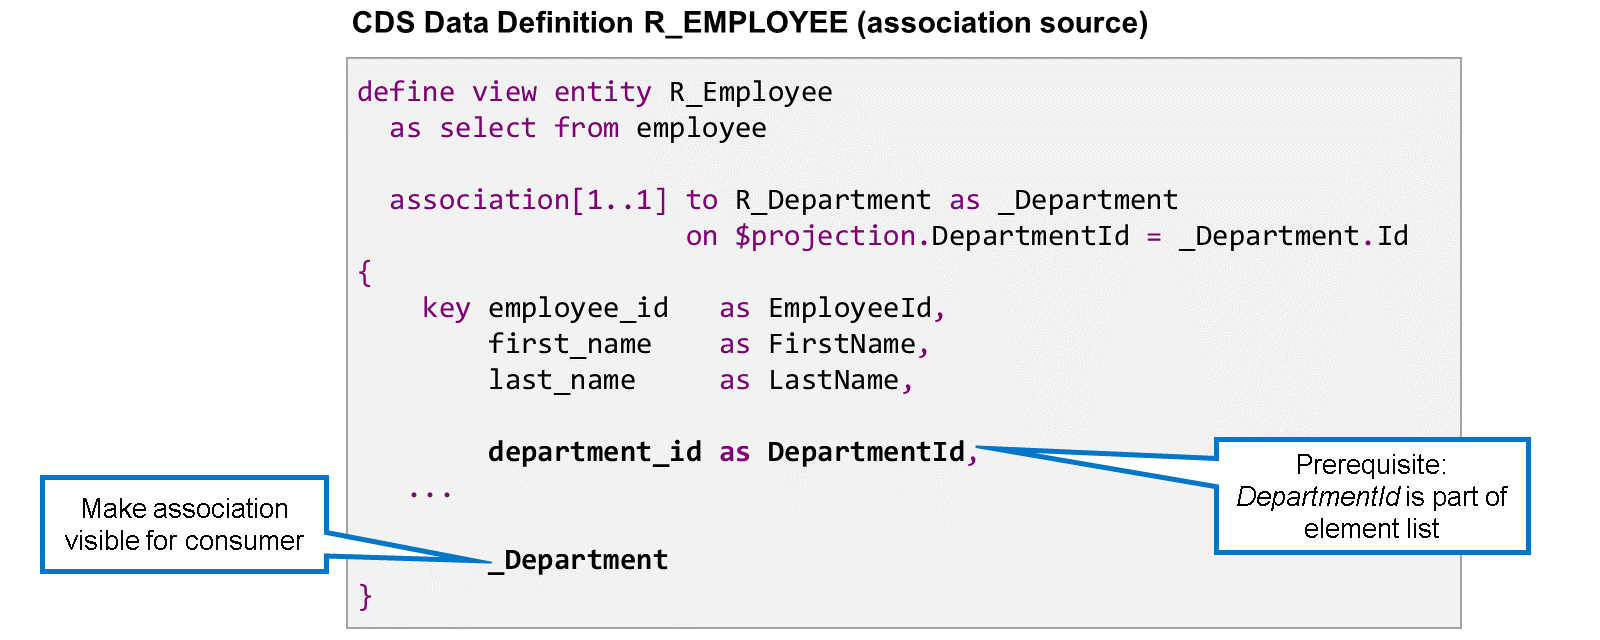 CDS Data Definition R_EMPLOYEE (association source)
define view entity R_Employee
as select from employee
association[1..1] to R_Department as _Department
on $projection.DepartmentId = _Department.Id
{
key employee_id as EmployeeId,
first_name as FirstName,
last_name as LastName,
department_id as DepartmentId,
...
_Department
}
Prerequisite:
DepartmentId is part of
element list
Make association
visible for consumer